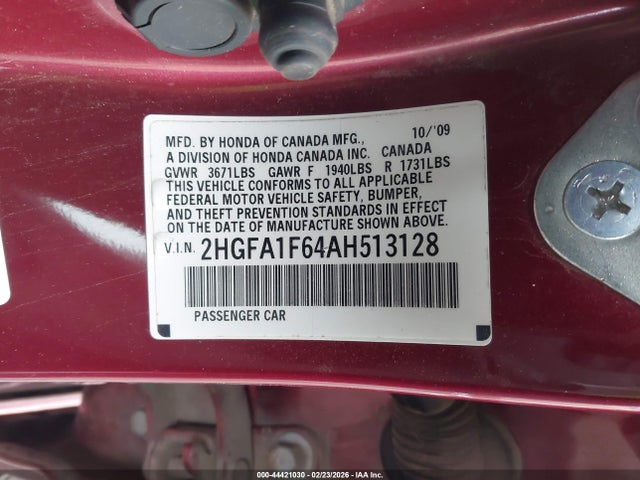 MFD. BY HONDA OF CANADA MFG., 10/'09
A DIVISION OF HONDA CANADA INC. CANADA
GVWR 3671LBS GAWR F 1940LBS R 1731LBS
THIS VEHICLE CONFORMS TO ALL APPLICABLE
FEDERAL MOTOR VEHICLE SAFETY, BUMPER,
AND THEFT PREVENTION STANDARDS IN EFFECT
ON THE DATE OF MANUFACTURE SHOWN ABOVE.
V.I.N. 2HGFA1F64AH513128
PASSENGER CAR
000-44421030 - 02/23/2026 - IAA Inc.